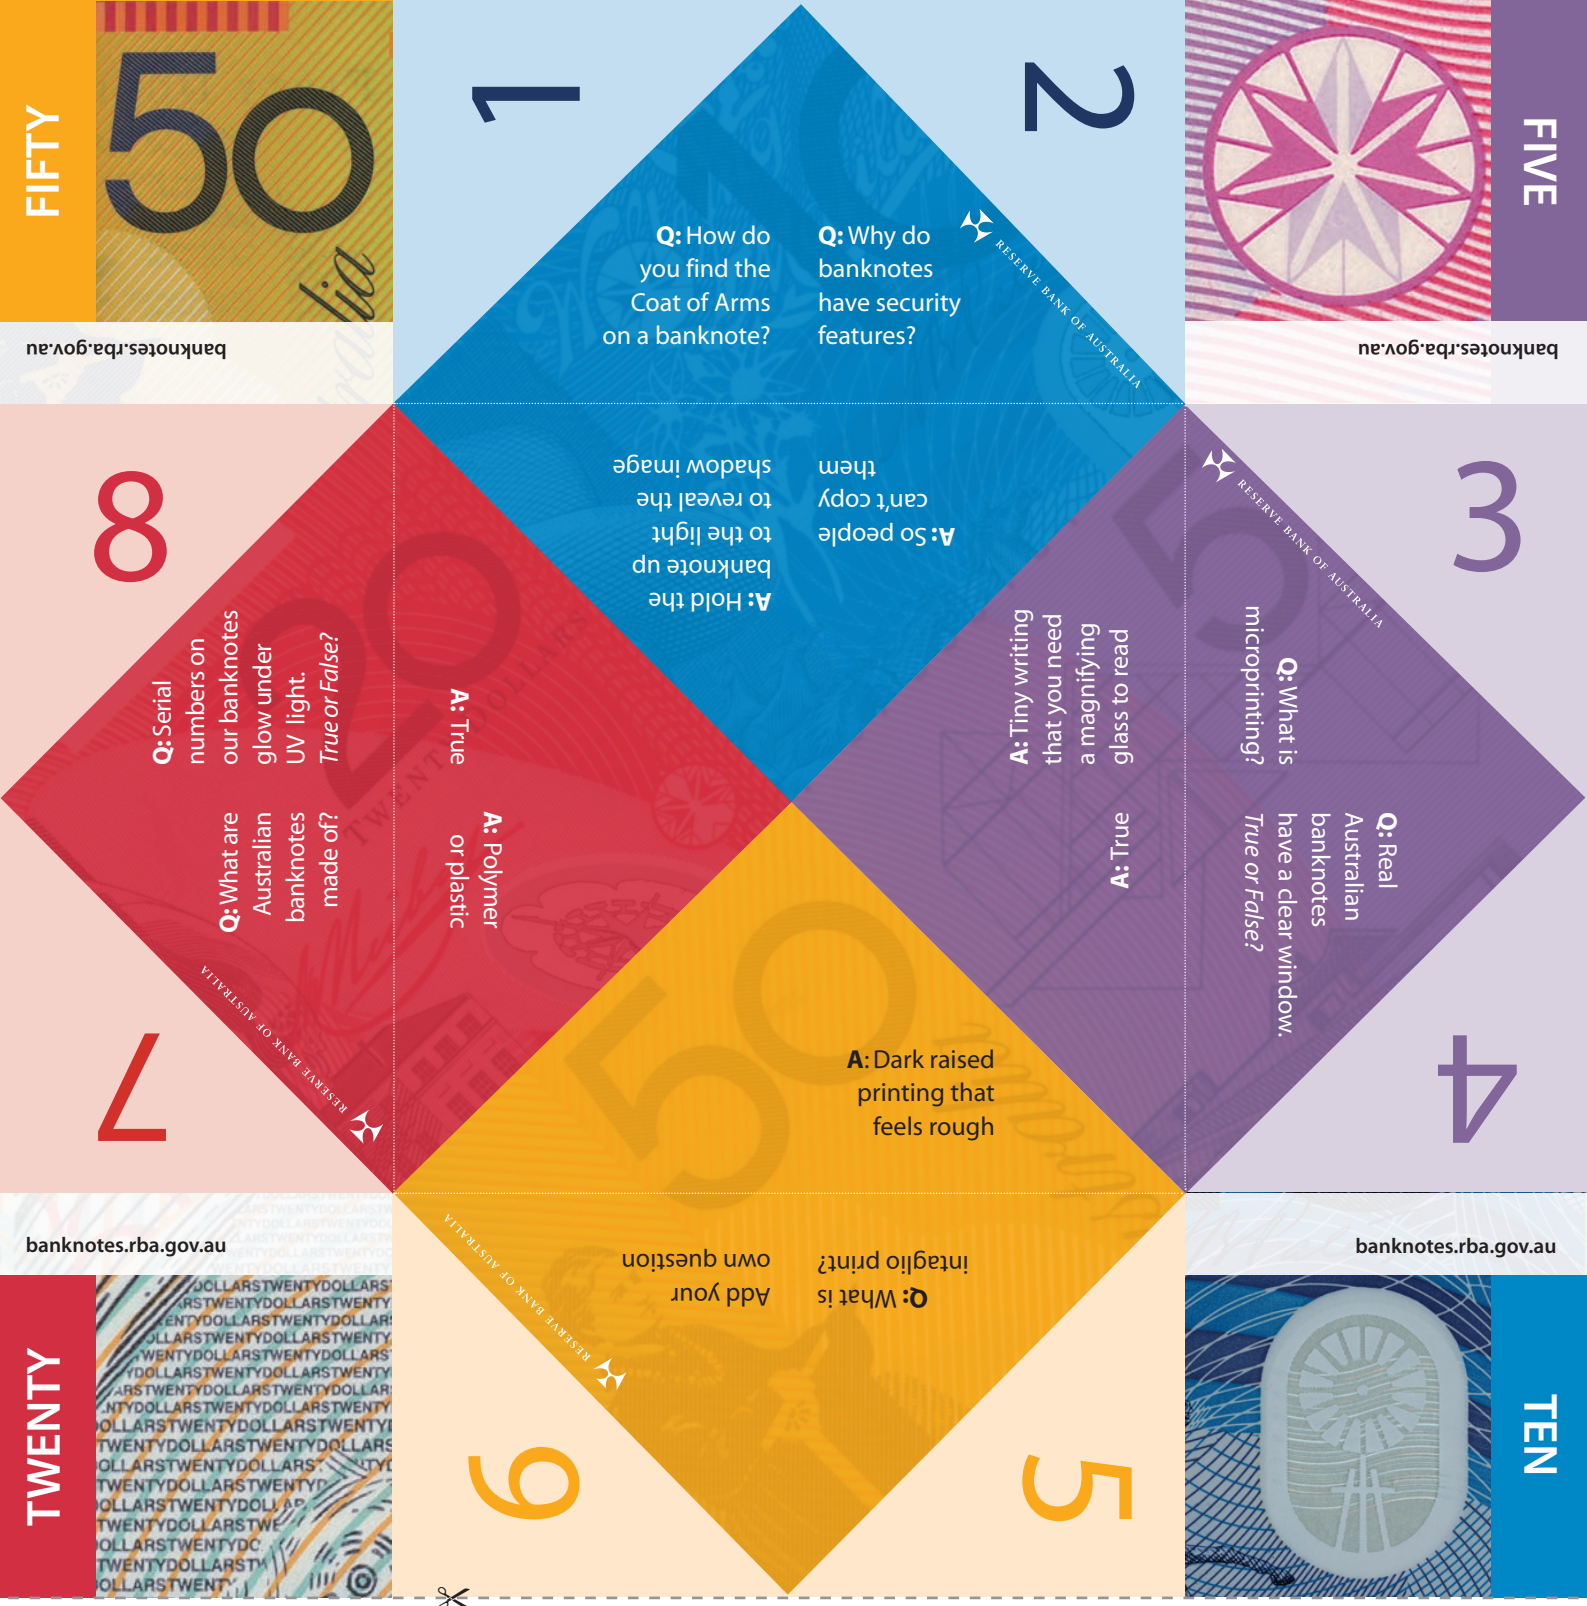 FIFTY
50
banknotes.rba.gov.au
1
2
FIVE
banknotes.rba.gov.au
Q: How do
you find the
Coat of Arms
on a banknote?
Q: Why do
banknotes
have security
features?
RESERVE BANK OF AUSTRALIA
A: Hold the
banknote up
to the light
to reveal the
shadow image
A: So people
can't copy
them
8
Q: Serial
numbers on
our banknotes
glow under
UV light.
True or False?
A: True
20
TWENTY DOLLARS
Q: What are
Australian
banknotes
made of?
A: Polymer
or plastic
RESERVE BANK OF AUSTRALIA
7
3
5
RESERVE BANK OF AUSTRALIA
Q: What is
microprinting?
A: Tiny writing
that you need
a magnifying
glass to read
Q: Real
Australian
banknotes
have a clear window.
True or False?
A: True
4
50
A: Dark raised
printing that
feels rough
Q: What is
intaglio print?
Add your
own question
RESERVE BANK OF AUSTRALIA
6
5
banknotes.rba.gov.au
TWENTY
banknotes.rba.gov.au
TEN